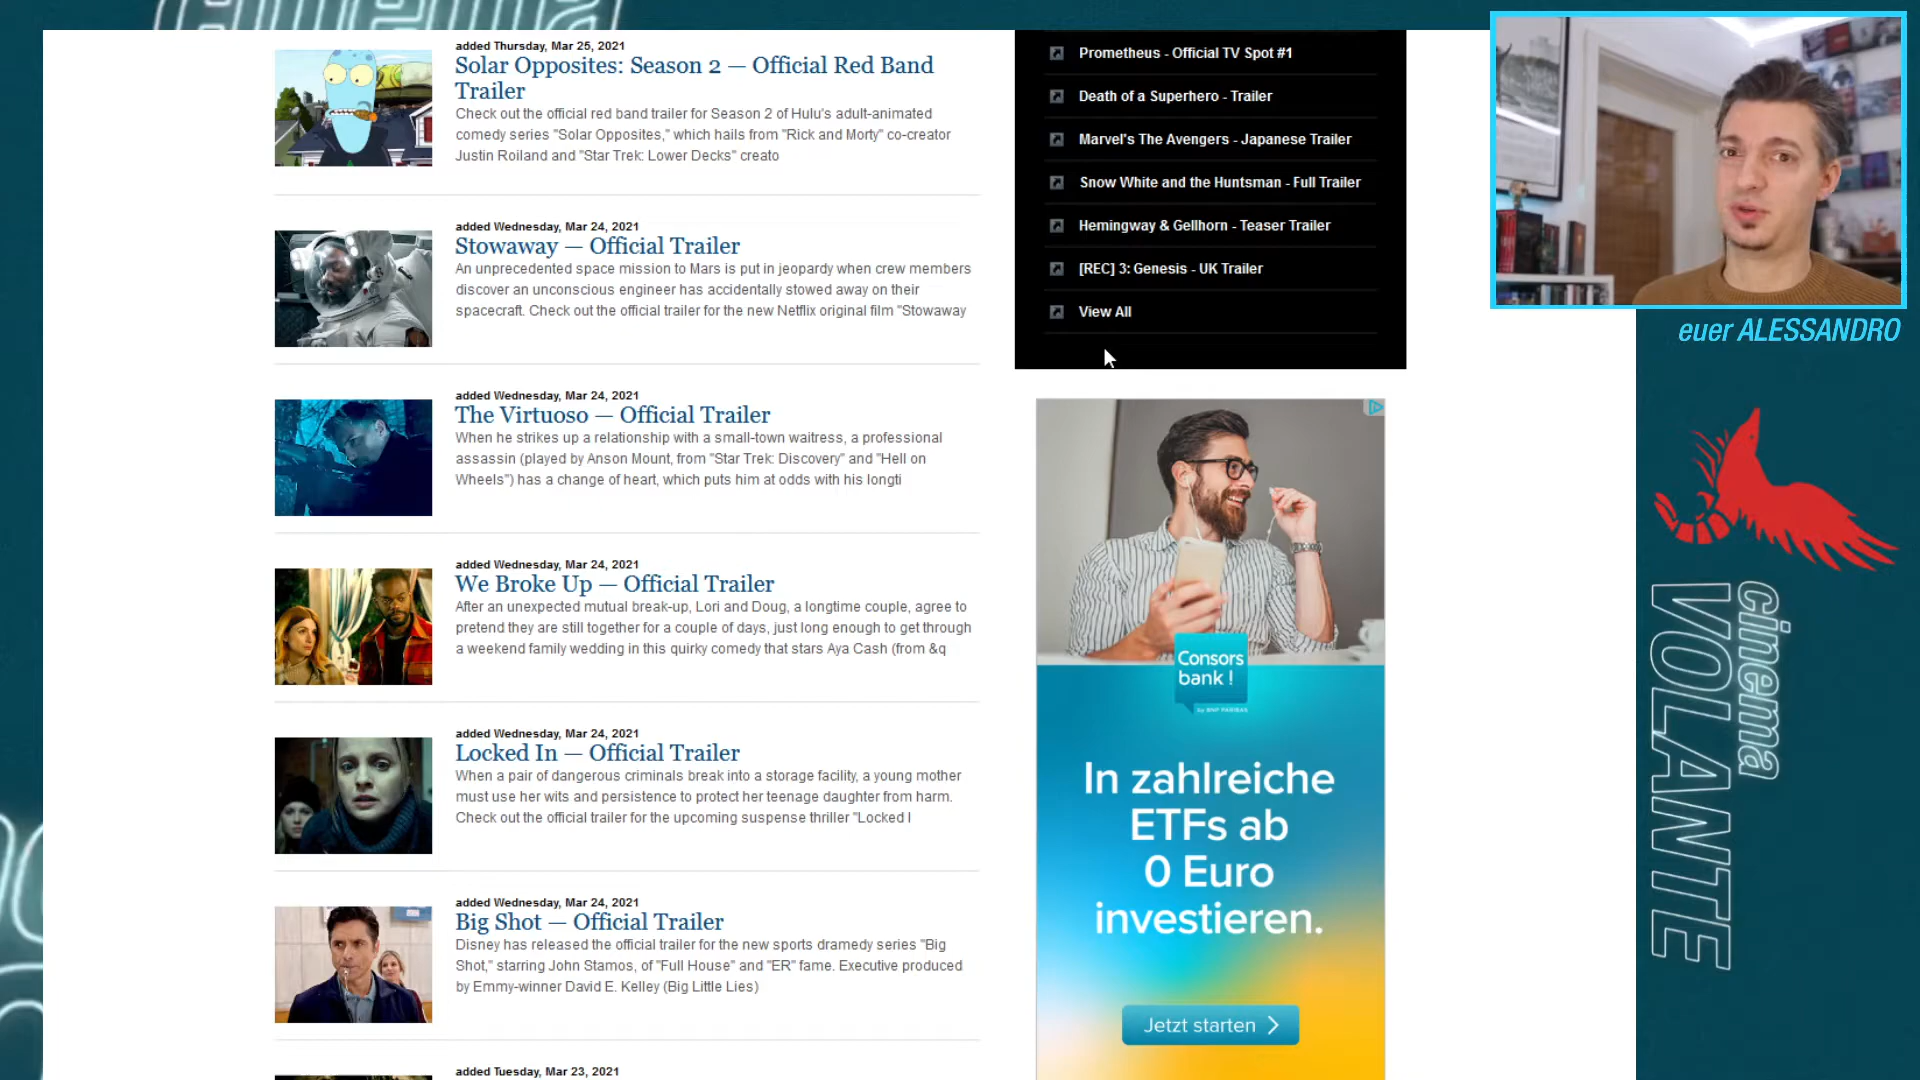 added Thursday, Mar 25, 2021
Solar Opposites: Season 2 — Official Red Band
Trailer
Check out the official red band trailer for Season 2 of Hulu's adult-animated
comedy series "Solar Opposites," which hails from "Rick and Morty" co-creator
Justin Roiland and "Star Trek: Lower Decks" creato
added Wednesday, Mar 24, 2021
Stowaway — Official Trailer
An unprecedented space mission to Mars is put in jeopardy when crew members
discover an unconscious engineer has accidentally stowed away on their
spacecraft. Check out the official trailer for the new Netflix original film "Stowaway
added Wednesday, Mar 24, 2021
The Virtuoso — Official Trailer
When he strikes up a relationship with a small-town waitress, a professional
assassin (played by Anson Mount, from "Star Trek: Discovery" and "Hell on
Wheels") has a change of heart, which puts him at odds with his longti
added Wednesday, Mar 24, 2021
We Broke Up — Official Trailer
After an unexpected mutual break-up, Lori and Doug, a longtime couple, agree to
pretend they are still together for a couple of days, just long enough to get through
a weekend family wedding in this quirky comedy that stars Aya Cash (from &q
added Wednesday, Mar 24, 2021
Locked In — Official Trailer
When a pair of dangerous criminals break into a storage facility, a young mother
must use her wits and persistence to protect her teenage daughter from harm.
Check out the official trailer for the upcoming suspense thriller "Locked I
added Wednesday, Mar 24, 2021
Big Shot — Official Trailer
Disney has released the official trailer for the new sports dramedy series "Big
Shot," starring John Stamos, of "Full House" and "ER" fame. Executive produced
by Emmy-winner David E. Kelley (Big Little Lies)
added Tuesday, Mar 23, 2021
Prometheus - Official TV Spot #1
Death of a Superhero - Trailer
Marvel's The Avengers - Japanese Trailer
Snow White and the Huntsman - Full Trailer
Hemingway & Gellhorn - Teaser Trailer
[REC] 3: Genesis - UK Trailer
View All
Consors
bank !
by BNP PARIBAS
In zahlreiche
ETFs ab
0 Euro
investieren.
Jetzt starten
euer ALESSANDRO
cinema
VOLANTE